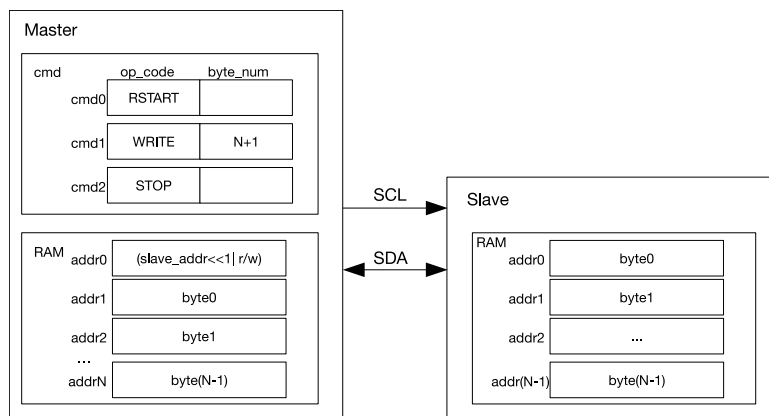 Master
cmd op_code byte_num
cmd0 RSTART
cmd1 WRITE N+1
cmd2 STOP
RAM
addr0 (slave_addr<<1| r/w)
addr1 byte0
addr2 byte1
...
addrN byte(N-1)
SCL
SDA
Slave
RAM
addr0 byte0
addr1 byte1
addr2 ...
addr(N-1) byte(N-1)